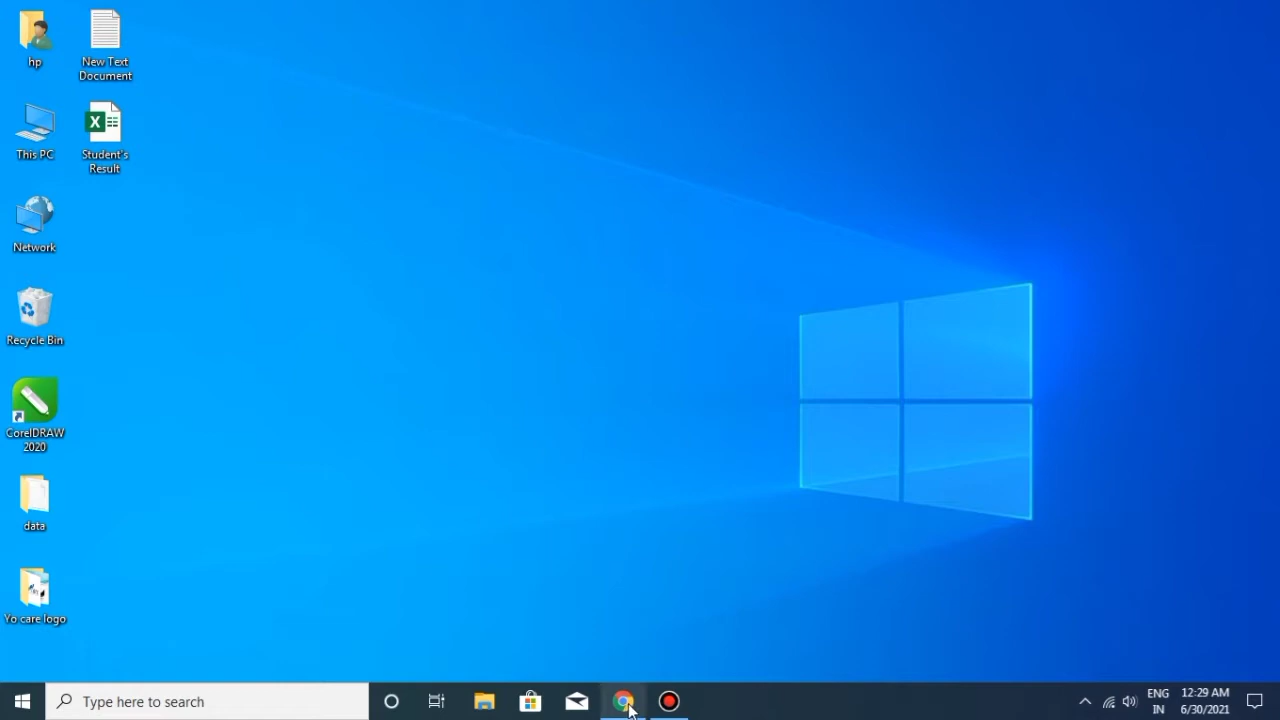 hp
New Text
Document
This PC
Student's
Result
Network
Recycle Bin
CorelDRAW
2020
data
Yo care logo
Type here to search
ENG
IN
12:29 AM
6/30/2021